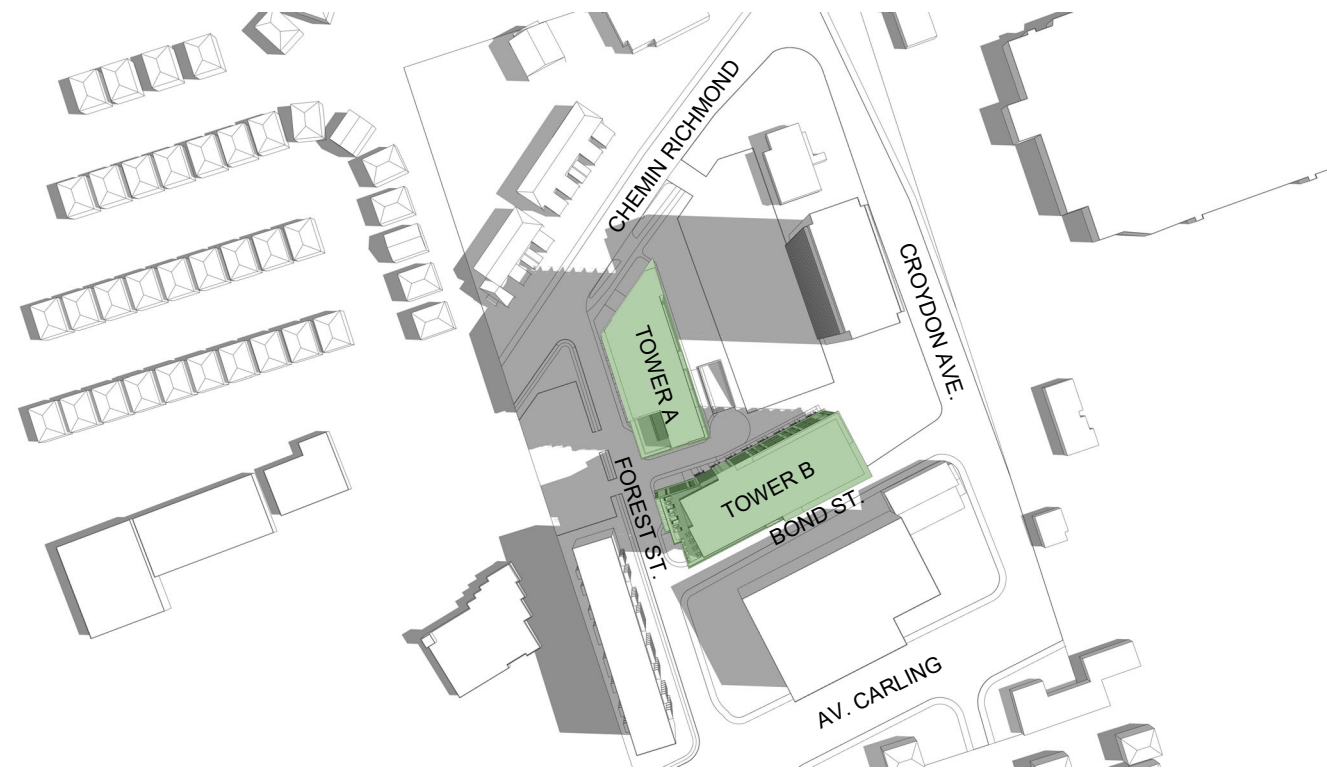 CHEMIN RICHMOND
CROYDON AVE.
TOWER A
TOWER B
FOREST ST.
BOND ST.
AV. CARLING